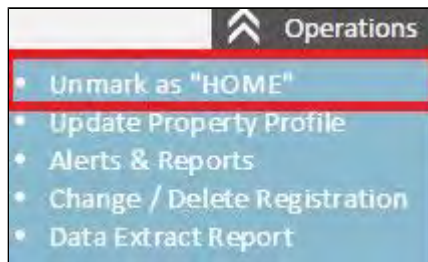 Operations
• Unmark as "HOME"
• Update Property Profile
• Alerts & Reports
• Change / Delete Registration
• Data Extract Report